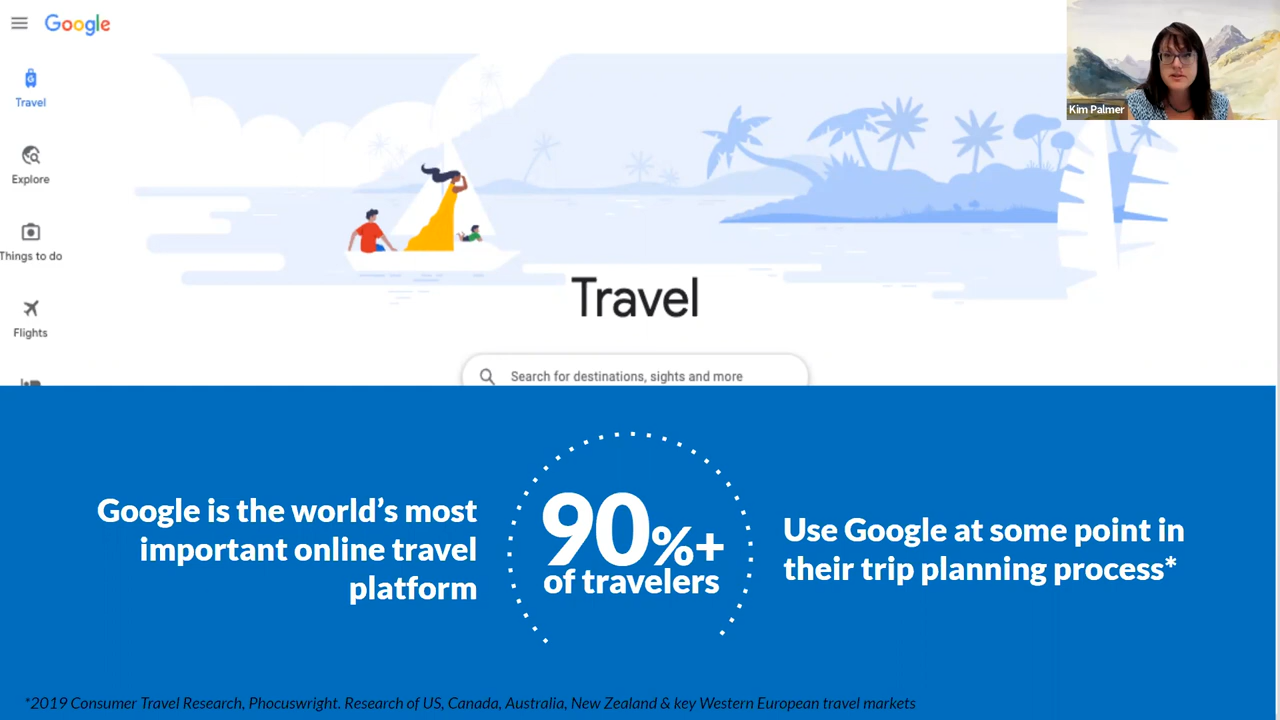 Google
Travel
Explore
Things to do
Flights
Kim Palmer
Travel
Search for destinations, sights and more
Google is the world's most
important online travel
platform
90%+
of travelers
Use Google at some point in
their trip planning process*
*2019 Consumer Travel Research, Phocuswright. Research of US, Canada, Australia, New Zealand & key Western European travel markets